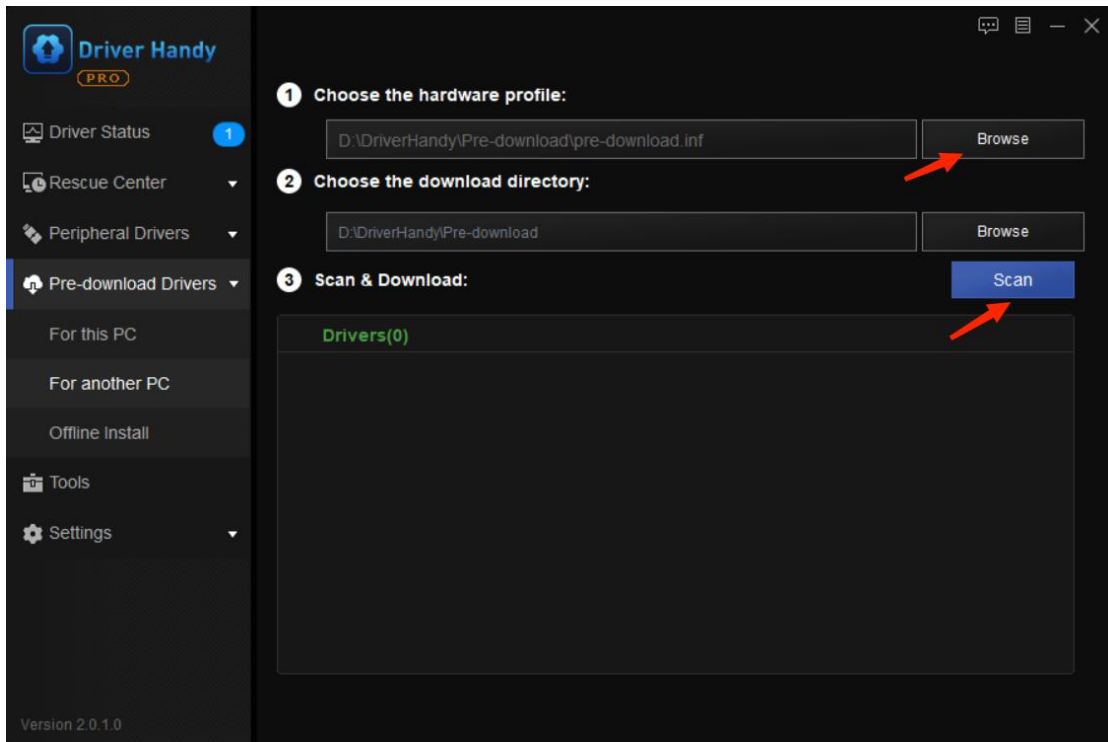 Driver Handy
PRO
Driver Status 1
Rescue Center
Peripheral Drivers
Pre-download Drivers
For this PC
For another PC
Offline Install
Tools
Settings
Version 2.0.1.0
1 Choose the hardware profile:
D:\DriverHandy\Pre-download\pre-download.inf Browse
2 Choose the download directory:
D:\DriverHandy\Pre-download Browse
3 Scan & Download: Scan
Drivers(0)